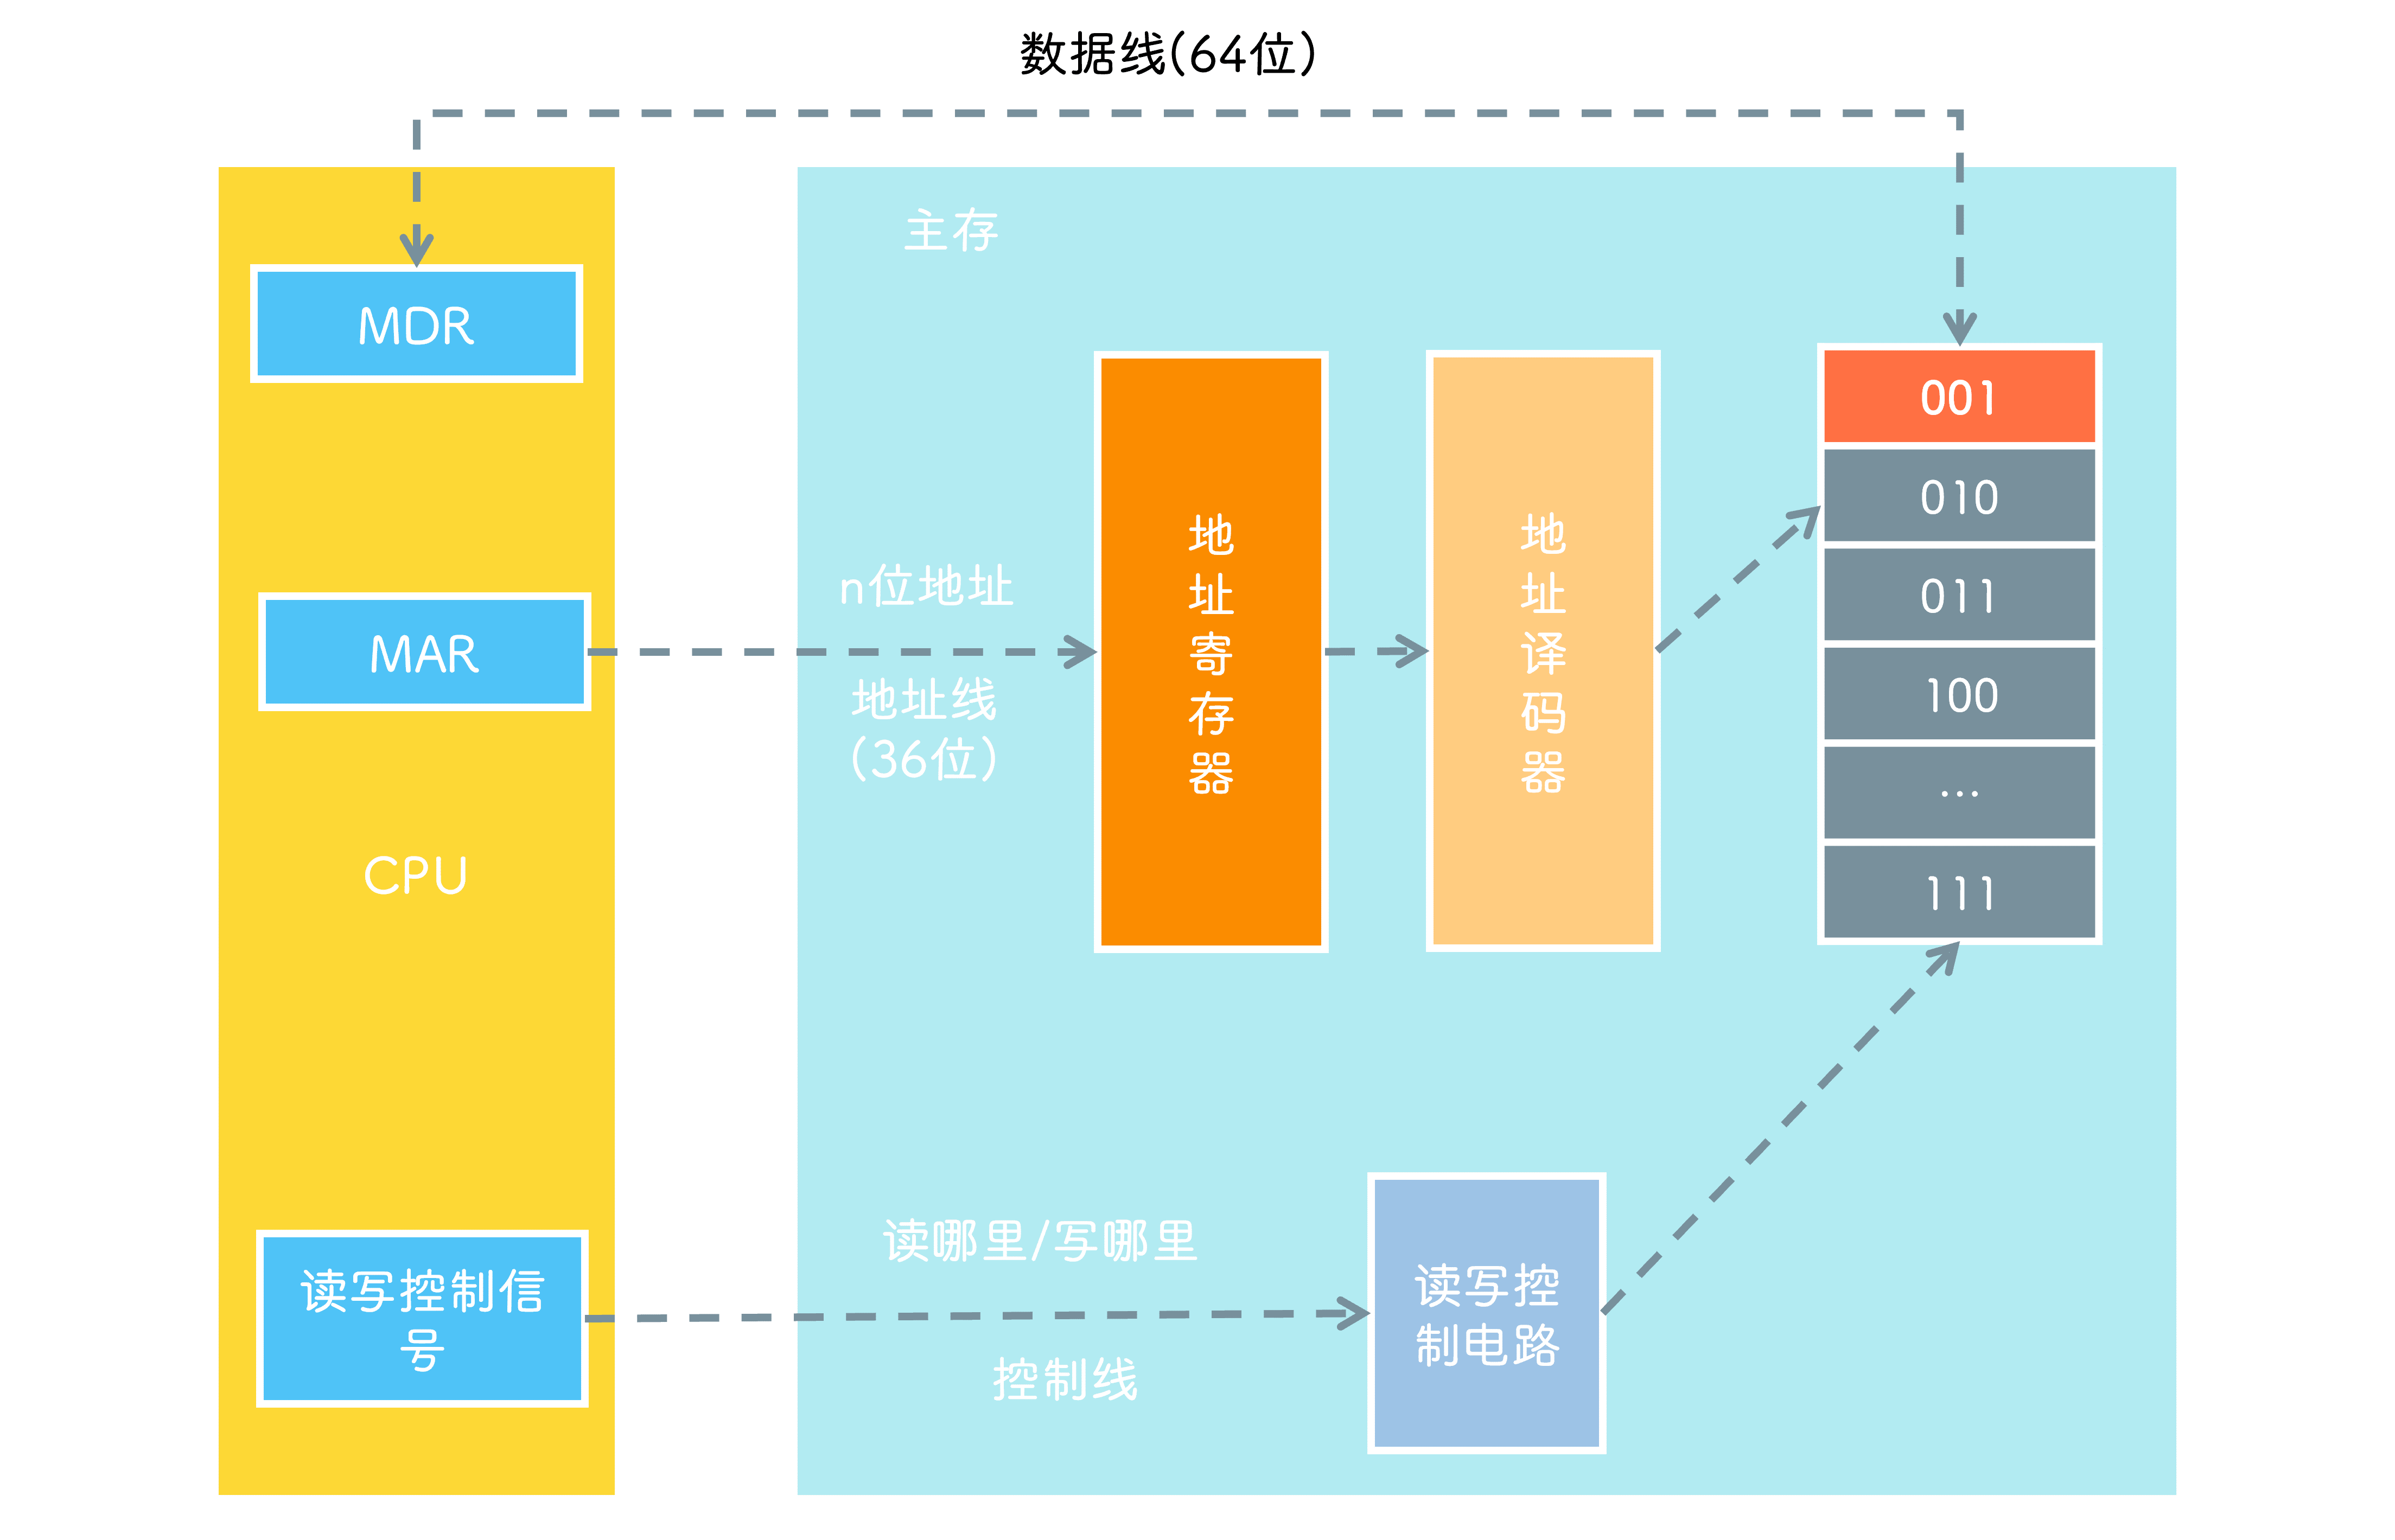 数据线(64位)
主存
MDR
001
010
n位地址
011
MAR
地址线
(36位)
地址寄存器
地址译码器
100
...
CPU
111
读哪里/写哪里
读写控制信
号
读写控
制电路
控制线